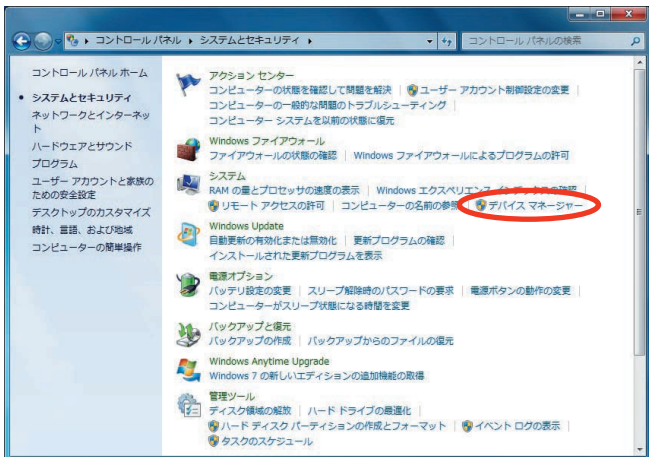 コントロール パネル ▸ システムとセキュリティ ▸
コントロール パネルの検索
コントロール パネル ホーム
• システムとセキュリティ
ネットワークとインターネッ
ト
ハードウェアとサウンド
プログラム
ユーザー アカウントと家族の
ための安全設定
デスクトップのカスタマイズ
時計、言語、および地域
コンピューターの簡単操作
アクション センター
コンピューターの状態を確認して問題を解決 | ユーザー アカウント制御設定の変更 |
コンピューターの一般的な問題のトラブルシューティング |
コンピューター システムを以前の状態に復元
Windows ファイアウォール
ファイアウォールの状態の確認 | Windows ファイアウォールによるプログラムの許可
システム
RAM の量とプロセッサの速度の表示 | Windows エクスペリエンス インデックスの確認
リモート アクセスの許可 | コンピューターの名前の参照 | デバイス マネージャー
Windows Update
自動更新の有効化または無効化 | 更新プログラムの確認 |
インストールされた更新プログラムを表示
電源オプション
バッテリ設定の変更 | スリープ解除時のパスワードの要求 | 電源ボタンの動作の変更 |
コンピューターがスリープ状態になる時間を変更
バックアップと復元
バックアップの作成 | バックアップからのファイルの復元
Windows Anytime Upgrade
Windows 7 の新しいエディションの追加機能の取得
管理ツール
ディスク領域の解放 | ハード ドライブの最適化 |
ハード ディスク パーティションの作成とフォーマット | イベント ログの表示 |
タスクのスケジュール